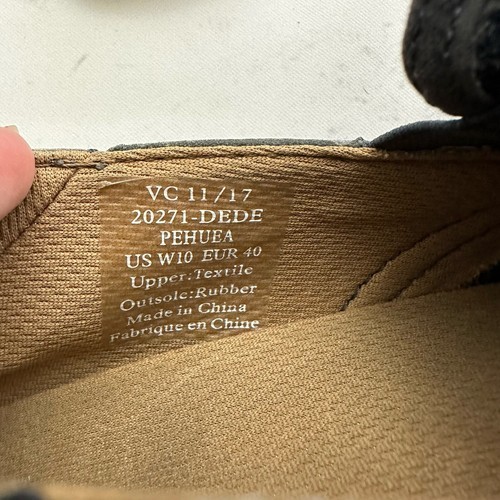 VC 11/17
20271-DEDE
PEHUEA
US W10 EUR 40
Upper:Textile
Outsole:Rubber
Made in China
Fabrique en Chine